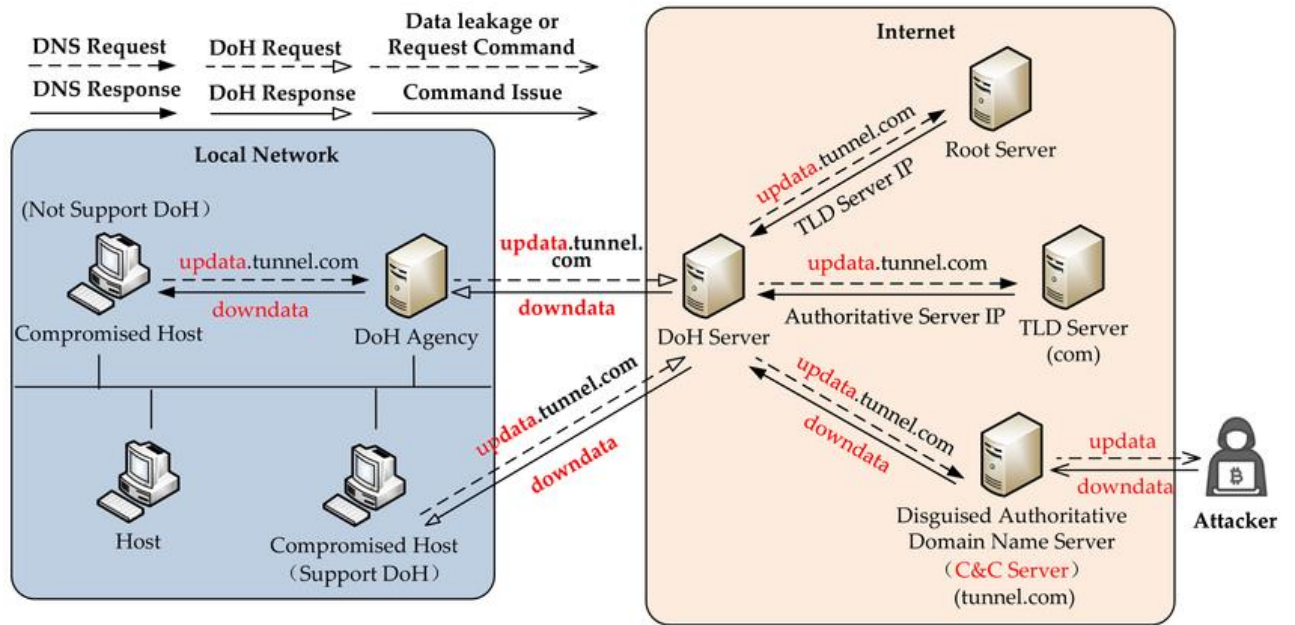 DNS Request
DoH Request
Data leakage or
Request Command
DNS Response
DoH Response
Command Issue
Local Network
(Not Support DoH）
updata.tunnel.com
downdata
Compromised Host
DoH Agency
updata.tunnel.
com
downdata
Host
Compromised Host
（Support DoH）
updata.tunnel.com
downdata
Internet
updata.tunnel.com
TLD Server IP
Root Server
DoH Server
updata.tunnel.com
Authoritative Server IP
TLD Server
(com)
updata.tunnel.com
downdata
Disguised Authoritative
Domain Name Server
（C&C Server）
(tunnel.com)
updata
downdata
Attacker